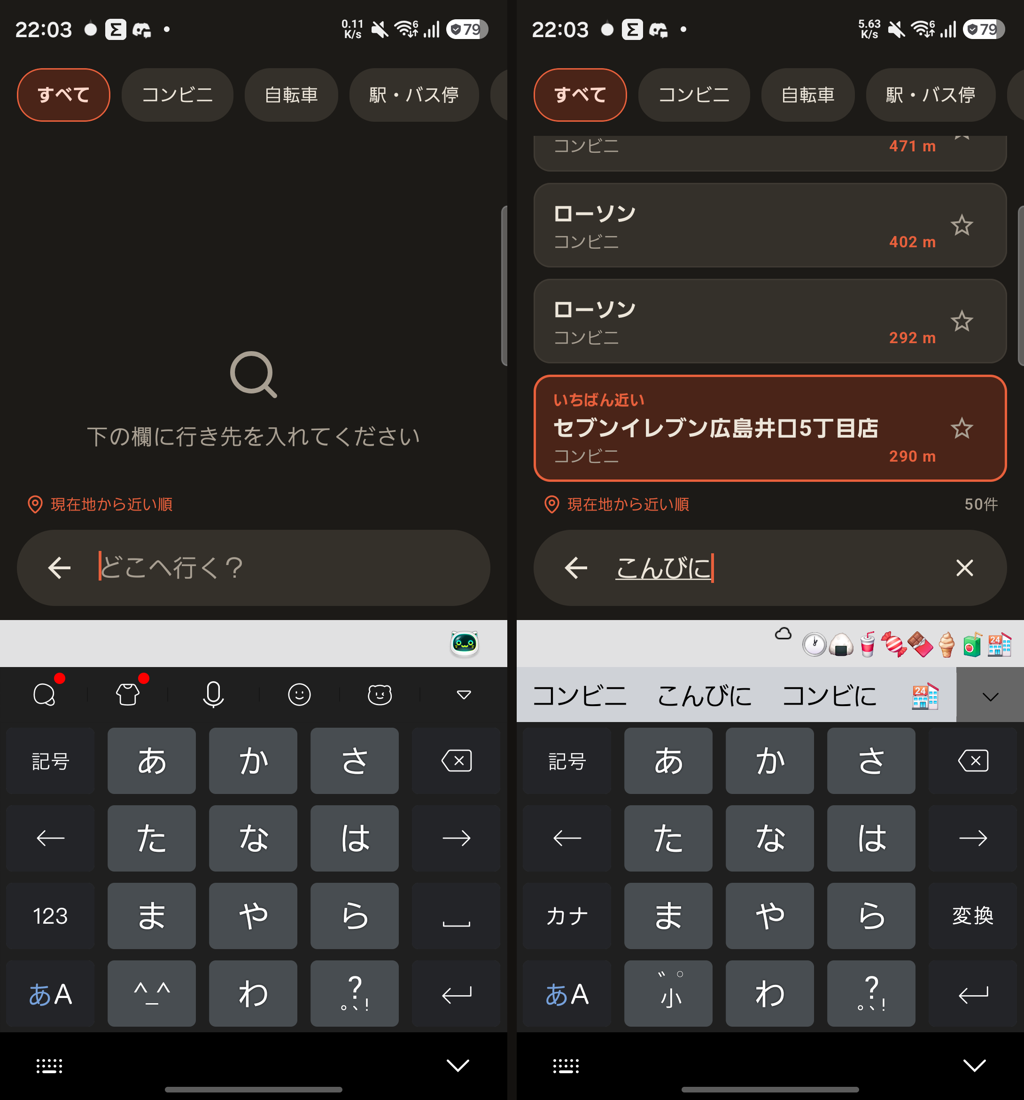 22:03
0.11
K/s
6
79
すべて
コンビニ
自転車
駅・バス停
下の欄に行き先を入れてください
現在地から近い順
どこへ行く？
記号
あ
か
さ
た
な
は
123
ま
や
ら
あA
^_^
わ
?
。、!
22:03
5.63
K/s
6
79
すべて
コンビニ
自転車
駅・バス停
コンビニ
471 m
ローソン
コンビニ
402 m
ローソン
コンビニ
292 m
いちばん近い
セブンイレブン広島井口5丁目店
コンビニ
290 m
現在地から近い順
50件
こんびに
コンビニ
こんびに
コンビに
記号
あ
か
さ
た
な
は
カナ
ま
や
ら
変換
あA
゛゜
小
わ
?
。、!